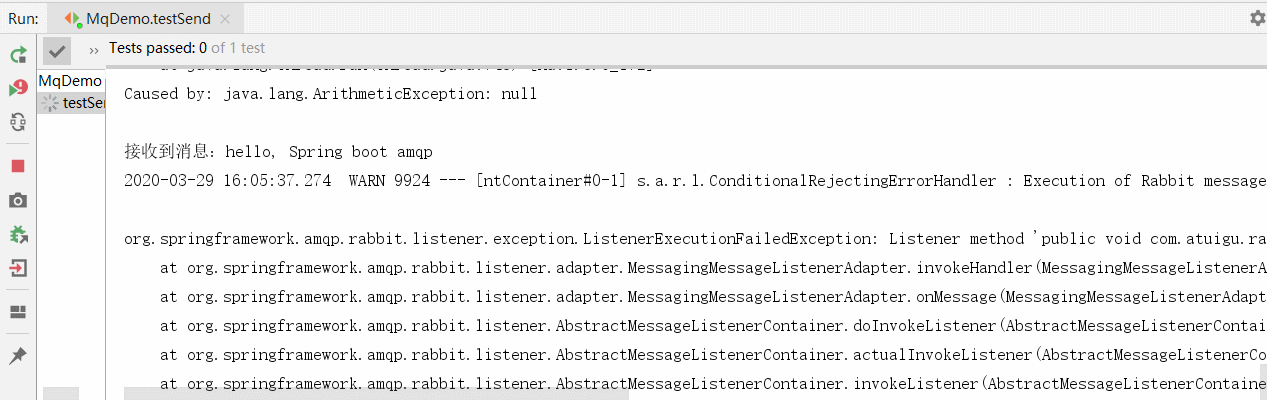 Run: MqDemo.testSend
Tests passed: 0 of 1 test
MqDemo
testSen
Caused by: java.lang.ArithmeticException: null
接收到消息：hello, Spring boot amqp
2020-03-29 16:05:37.274  WARN 9924 --- [ntContainer#0-1] s.a.r.l.ConditionalRejectingErrorHandler : Execution of Rabbit message
org.springframework.amqp.rabbit.listener.exception.ListenerExecutionFailedException: Listener method 'public void com.atuigu.ra
at org.springframework.amqp.rabbit.listener.adapter.MessagingMessageListenerAdapter.invokeHandler(MessagingMessageListenerA
at org.springframework.amqp.rabbit.listener.adapter.MessagingMessageListenerAdapter.onMessage(MessagingMessageListenerAdapt
at org.springframework.amqp.rabbit.listener.AbstractMessageListenerContainer.doInvokeListener(AbstractMessageListenerContai
at org.springframework.amqp.rabbit.listener.AbstractMessageListenerContainer.actualInvokeListener(AbstractMessageListenerCo
at org.springframework.amqp.rabbit.listener.AbstractMessageListenerContainer.invokeListener(AbstractMessageListenerContaine